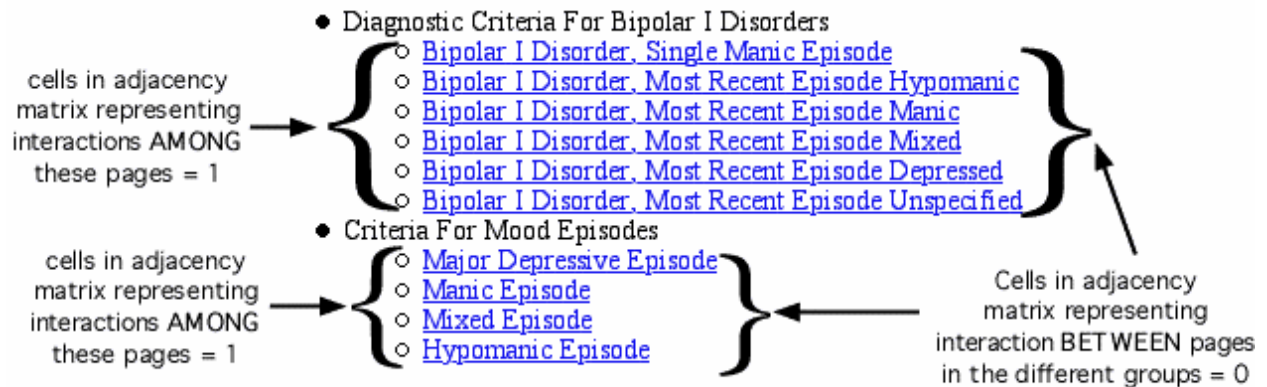 ● Diagnostic Criteria For Bipolar I Disorders
○ Bipolar I Disorder, Single Manic Episode
○ Bipolar I Disorder, Most Recent Episode Hypomanic
○ Bipolar I Disorder, Most Recent Episode Manic
○ Bipolar I Disorder, Most Recent Episode Mixed
○ Bipolar I Disorder, Most Recent Episode Depressed
○ Bipolar I Disorder, Most Recent Episode Unspecified
cells in adjacency
matrix representing
interactions AMONG
these pages = 1
● Criteria For Mood Episodes
○ Major Depressive Episode
○ Manic Episode
○ Mixed Episode
○ Hypomanic Episode
cells in adjacency
matrix representing
interactions AMONG
these pages = 1
Cells in adjacency
matrix representing
interaction BETWEEN pages
in the different groups = 0